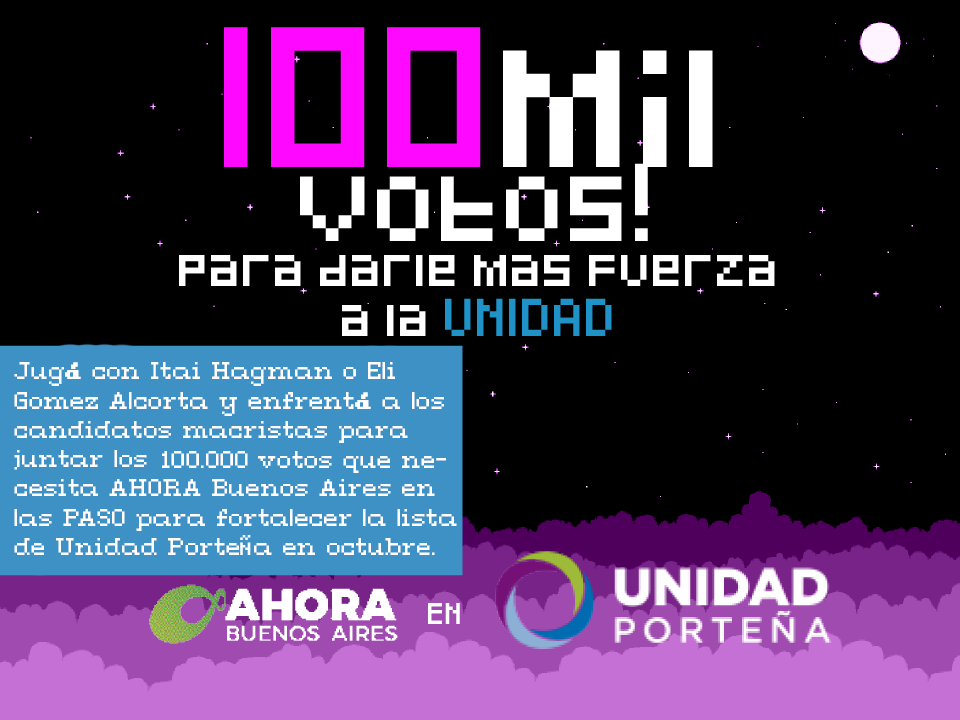 100Mil
votos!
Para darle mas fuerza
a la UNIDAD
Jugá con Itai Hagman o Eli
Gomez Alcorta y enfrentá a los
candidatos macristas para
juntar los 100.000 votos que ne-
cesita AHORA Buenos Aires en
las PASO para fortalecer la lista
de Unidad Porteña en octubre.
AHORA
BUENOS AIRES
EN
UNIDAD
PORTEÑA